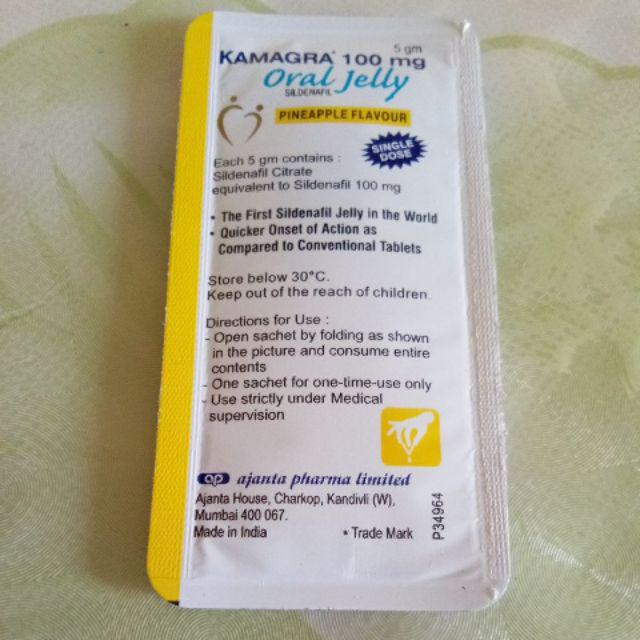 5 gm
KAMAGRA* 100 mg
Oral Jelly
SILDENAFIL
PINEAPPLE FLAVOUR
SINGLE
DOSE
Each 5 gm contains :
Sildenafil Citrate
equivalent to Sildenafil 100 mg
• The First Sildenafil Jelly in the World
• Quicker Onset of Action as
Compared to Conventional Tablets
Store below 30°C.
Keep out of the reach of children.
Directions for Use :
- Open sachet by folding as shown
in the picture and consume entire
contents
- One sachet for one-time-use only
- Use strictly under Medical
supervision
ap ajanta pharma limited
Ajanta House, Charkop, Kandivli (W),
Mumbai 400 067.
Made in India
* Trade Mark
P34964